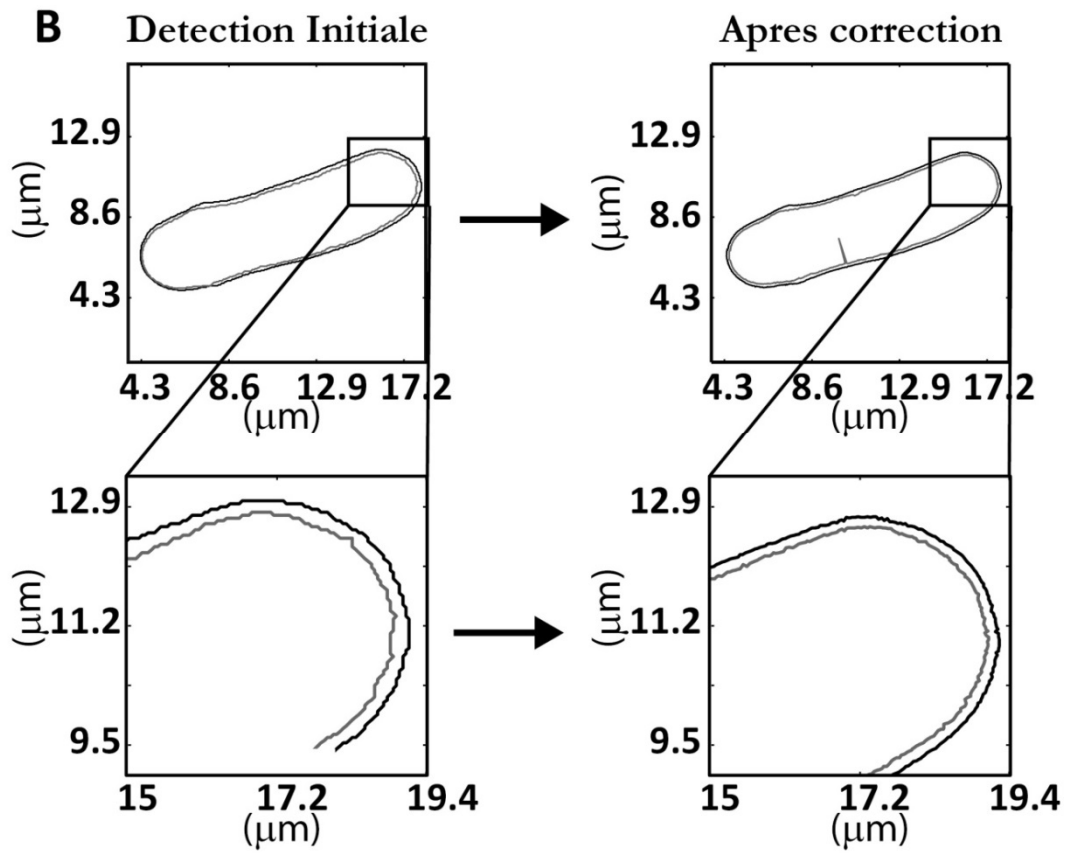 B Detection Initiale Apres correction
12.9 12.9
(μm) (μm)
8.6 8.6
4.3 4.3
4.3 8.6 12.9 17.2 4.3 8.6 12.9 17.2
(μm) (μm)
12.9 12.9
(μm) (μm)
11.2 11.2
9.5 9.5
15 17.2 19.4 15 17.2 19.4
(μm) (μm)